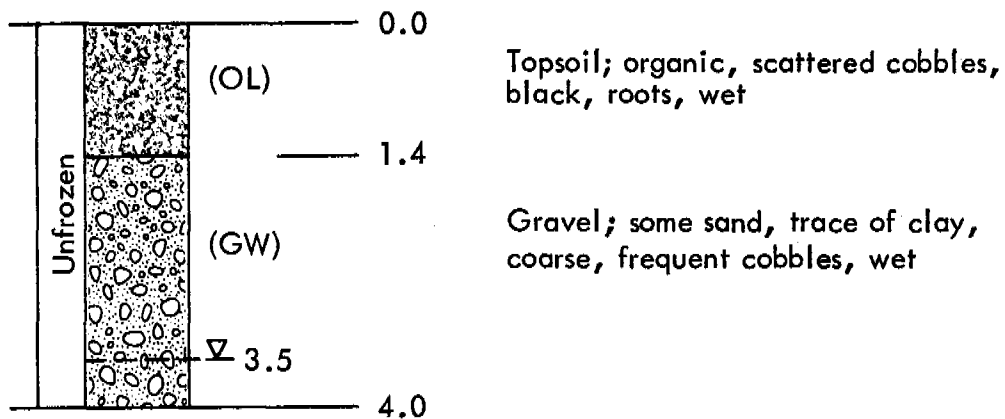 0.0
(OL)
Topsoil; organic, scattered cobbles,
black, roots, wet
1.4
Unfrozen
(GW)
Gravel; some sand, trace of clay,
coarse, frequent cobbles, wet
3.5
4.0